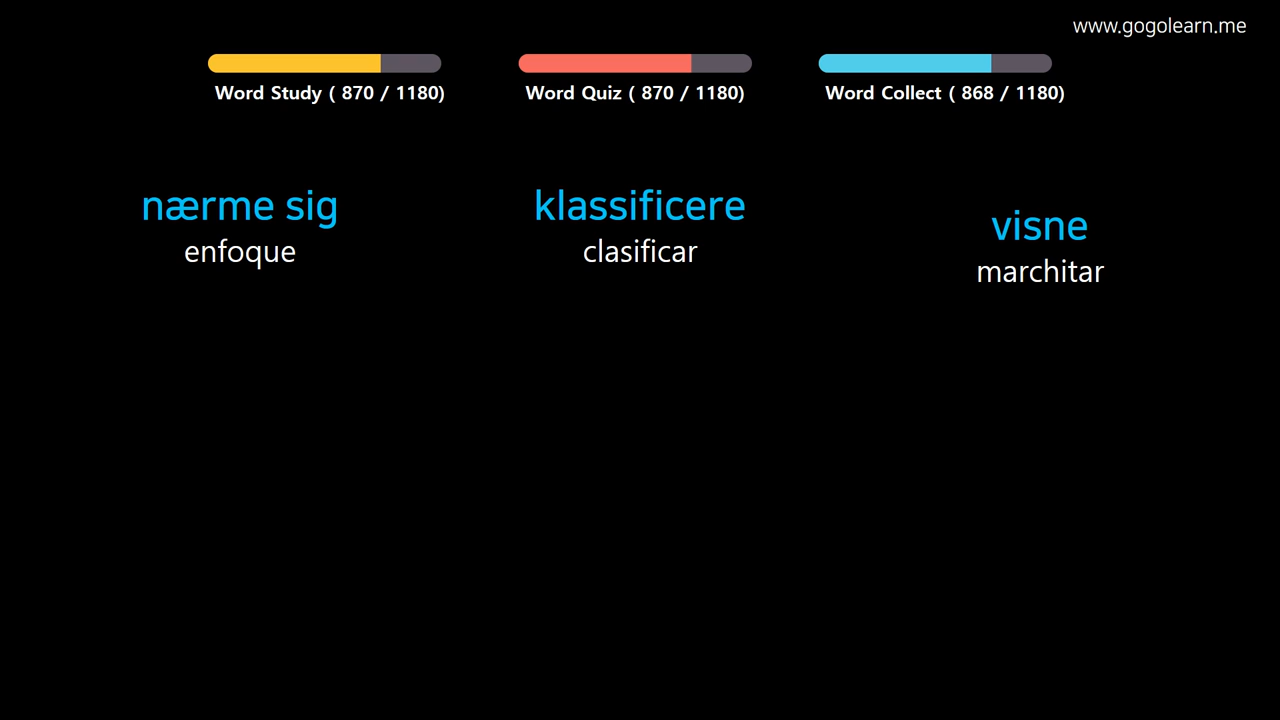 www.gogolearn.me
Word Study ( 870 / 1180)
Word Quiz ( 870 / 1180)
Word Collect ( 868 / 1180)
nærme sig
enfoque
klassificere
clasificar
visne
marchitar